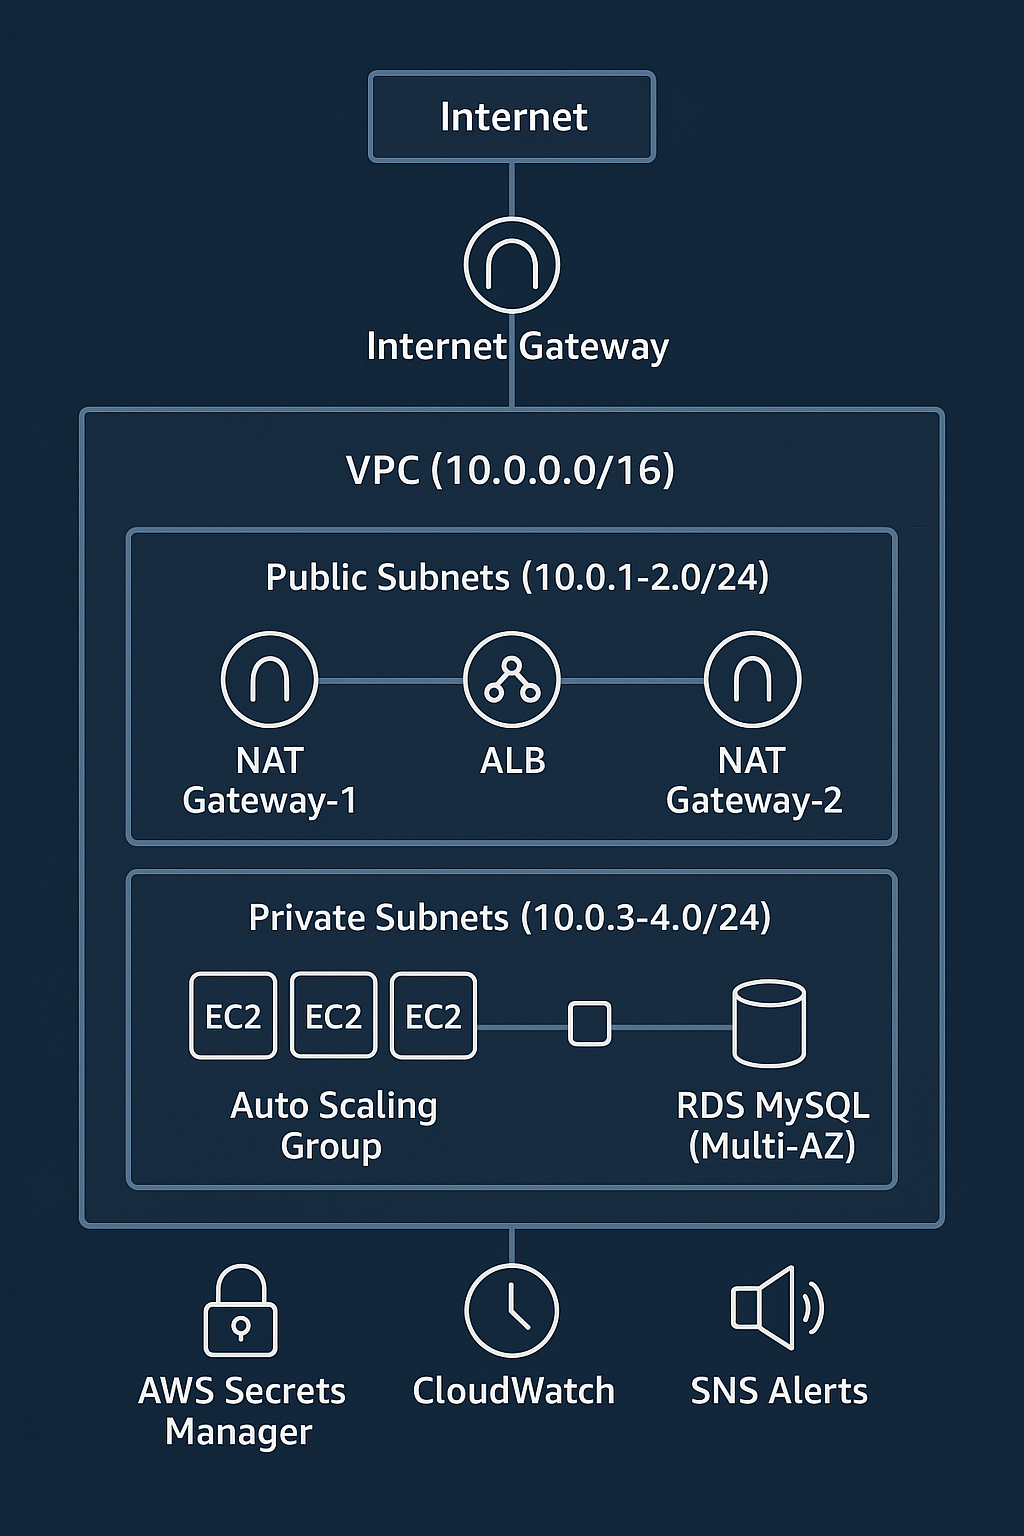 Internet
Internet Gateway
VPC (10.0.0.0/16)
Public Subnets (10.0.1-2.0/24)
NAT
Gateway-1
ALB
NAT
Gateway-2
Private Subnets (10.0.3-4.0/24)
EC2
EC2
EC2
Auto Scaling
Group
RDS MySQL
(Multi-AZ)
AWS Secrets
Manager
CloudWatch
SNS Alerts